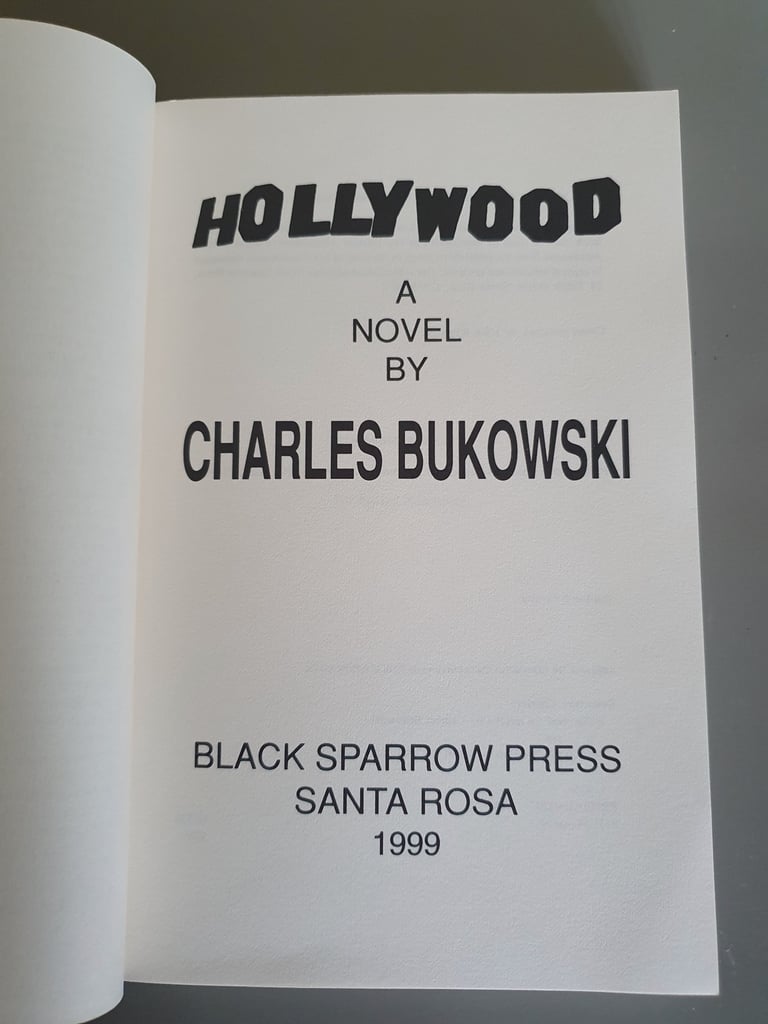 HOLLYWOOD
A
NOVEL
BY
CHARLES BUKOWSKI
BLACK SPARROW PRESS
SANTA ROSA
1999